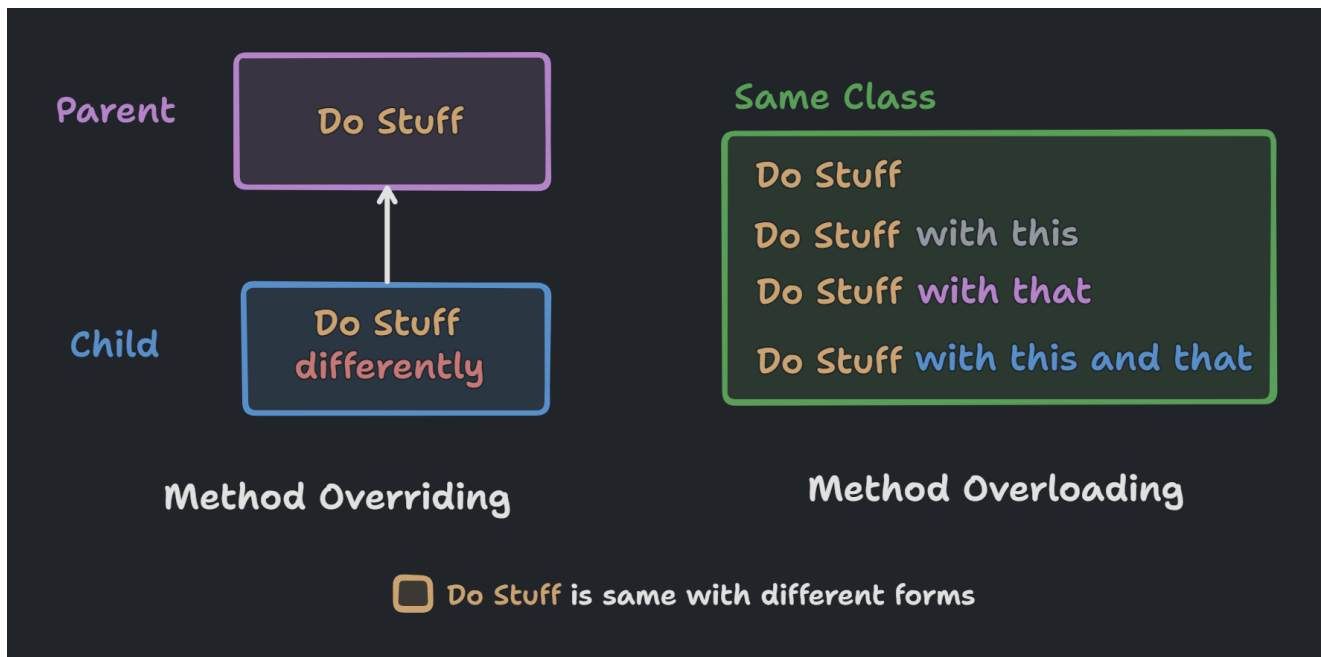 Parent
Do Stuff
Child
Do Stuff
differently
Method Overriding
Same Class
Do Stuff
Do Stuff with this
Do Stuff with that
Do Stuff with this and that
Method Overloading
Do Stuff is same with different forms